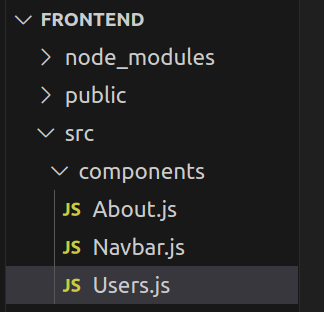 FRONTEND
node_modules
public
src
components
JS About.js
JS Navbar.js
JS Users.js